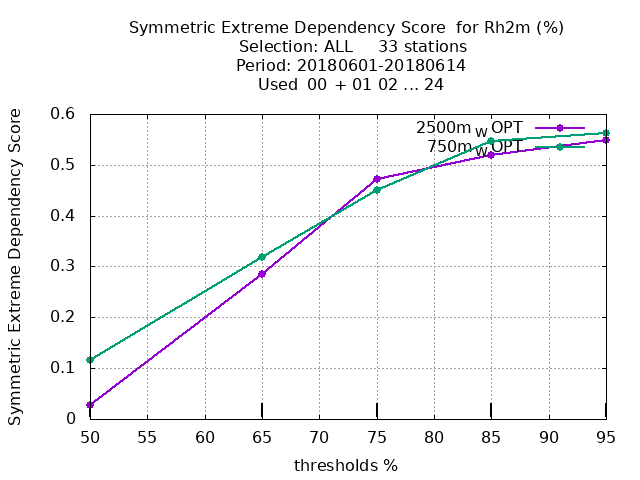 Symmetric Extreme Dependency Score  for Rh2m (%)
Selection: ALL     33 stations
Period: 20180601-20180614
Used  00  + 01 02 ... 24
Symmetric Extreme Dependency Score
0.6
0.5
0.4
0.3
0.2
0.1
0
2500m WOPT
750m WOPT
50 55 60 65 70 75 80 85 90 95
thresholds %